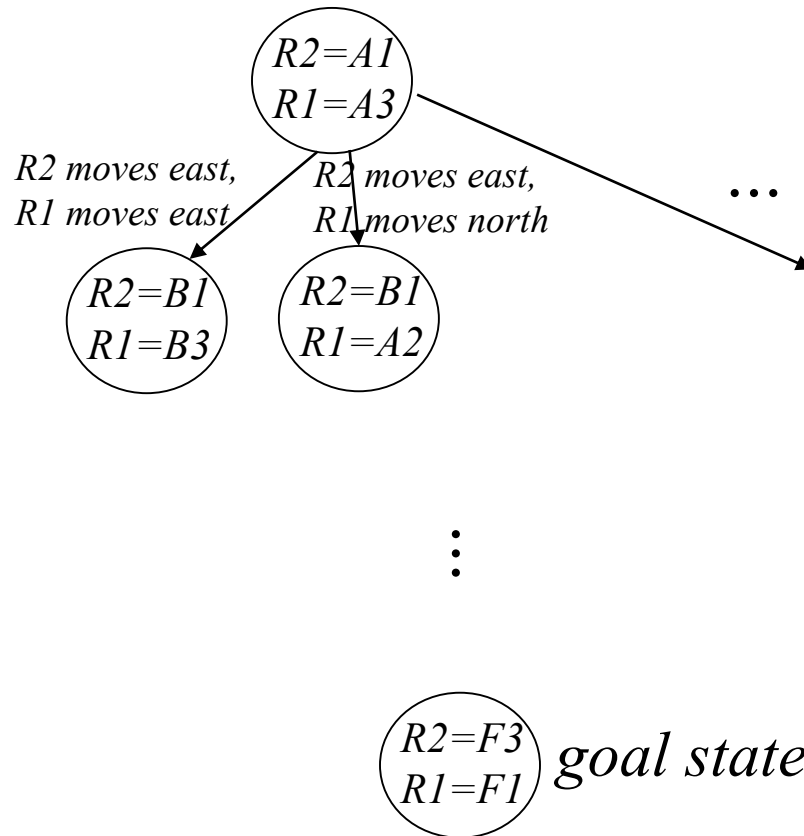 R2=A1
R1=A3
R2 moves east,
R1 moves east
R2 moves east,
R1 moves north
...
R2=B1
R1=B3
R2=B1
R1=A2
⋮
R2=F3
R1=F1
goal state